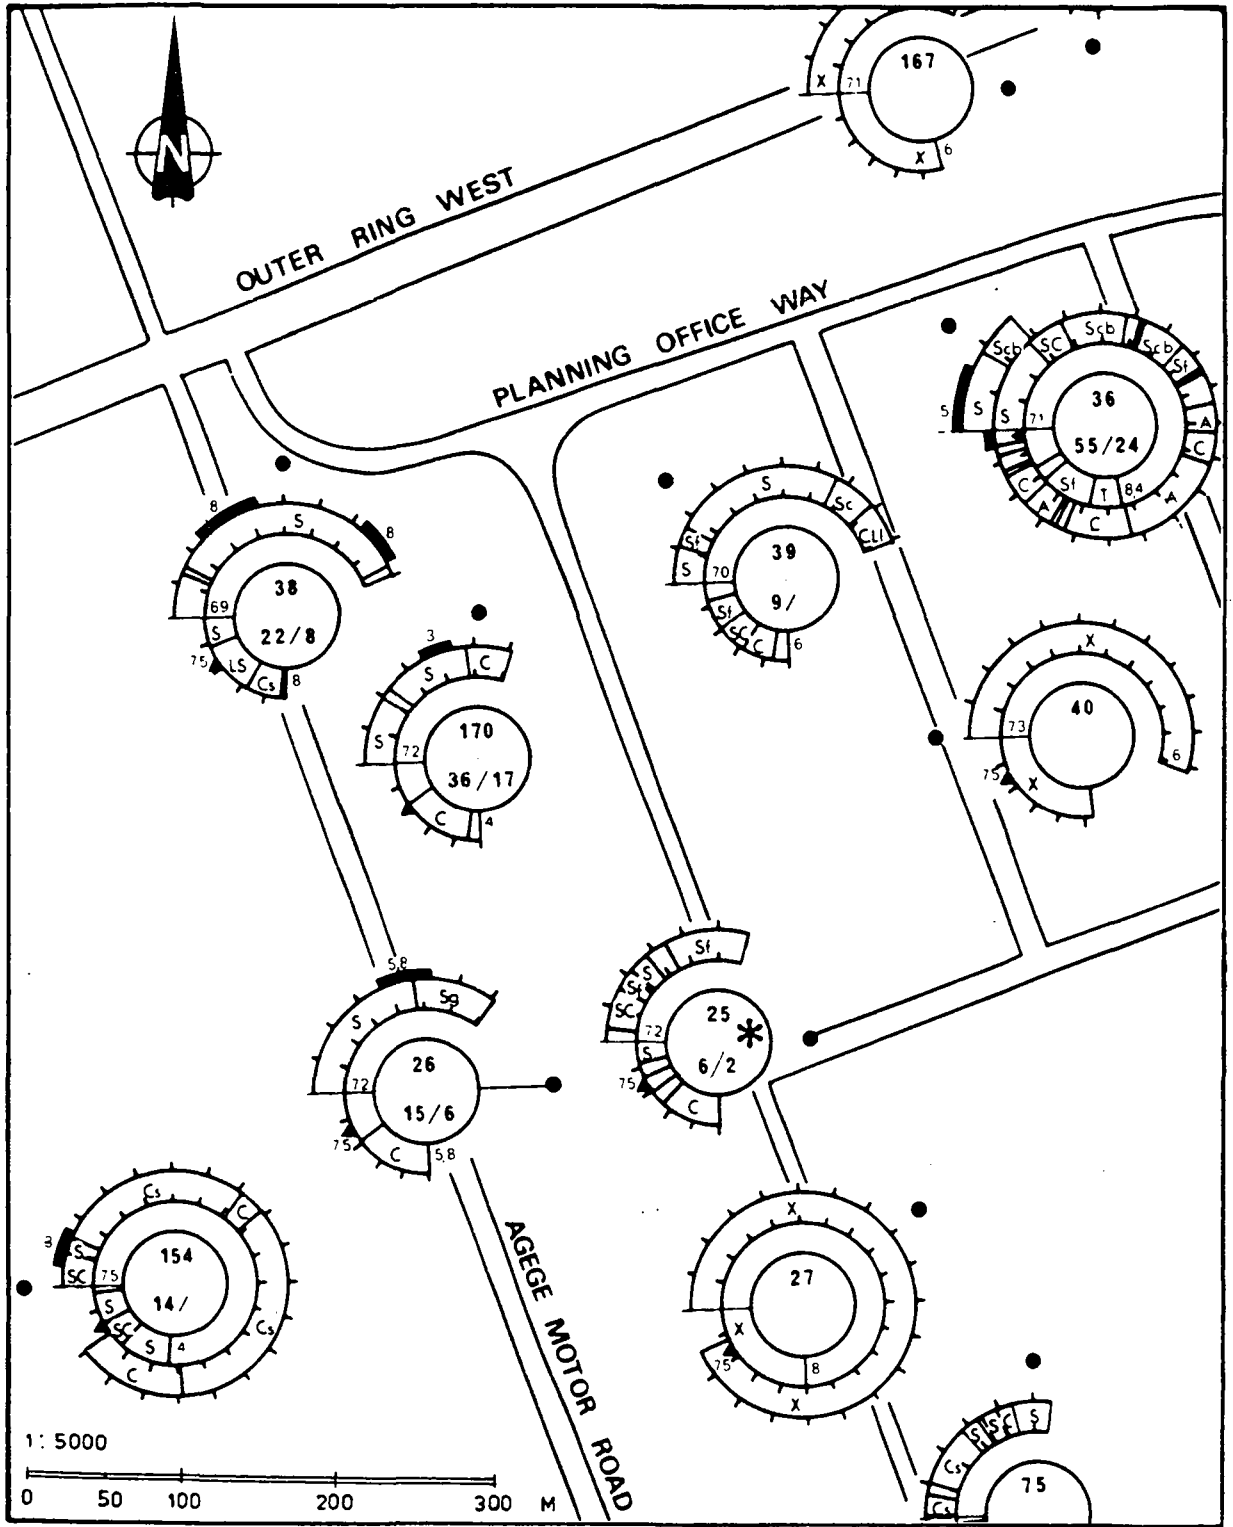 167
71
X
X
6
N
OUTER RING WEST
PLANNING OFFICE WAY
Scb
SC
Scb
Scb
Sf
5
S
S
71
36
55/24
A
C
A
C
A
C
Sf
T
84
8
S
8
38
22/8
69
S
75
LS
Cs
8
S
Sc
CLI
Sf
S
70
39
9/
Sf
C
6
3
S
C
S
72
170
36/17
C
4
X
73
40
6
75
X
5,8
S
Sg
72
26
15/6
75
C
5,8
Sf
S
Sf
SC
72
25
*
6/2
S
75
C
Cs
C
3
S
SC
75
154
14/
S
SC
S
4
C
Cs
X
27
X
75
8
X
AGEGE MOTOR ROAD
S
S
Cs
Cs
75
1:5000
0 50 100 200 300 M